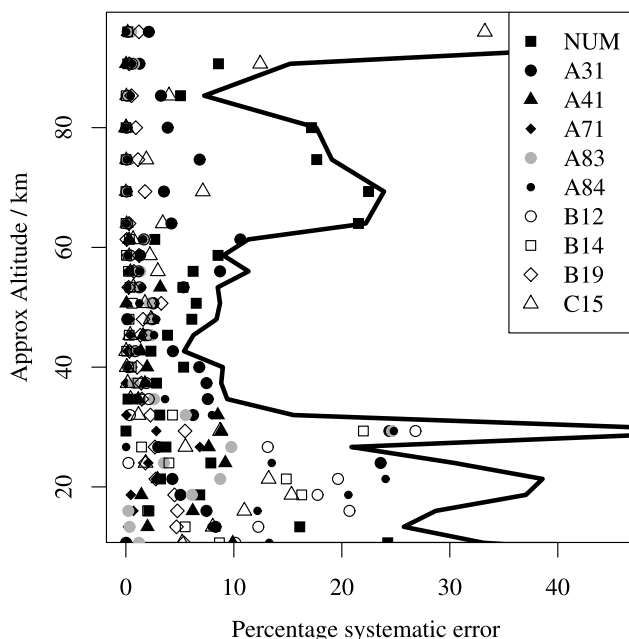 NUM
A31
A41
A71
A83
A84
B12
B14
B19
C15
Approx Altitude / km
80
60
40
20
0 10 20 30 40
Percentage systematic error